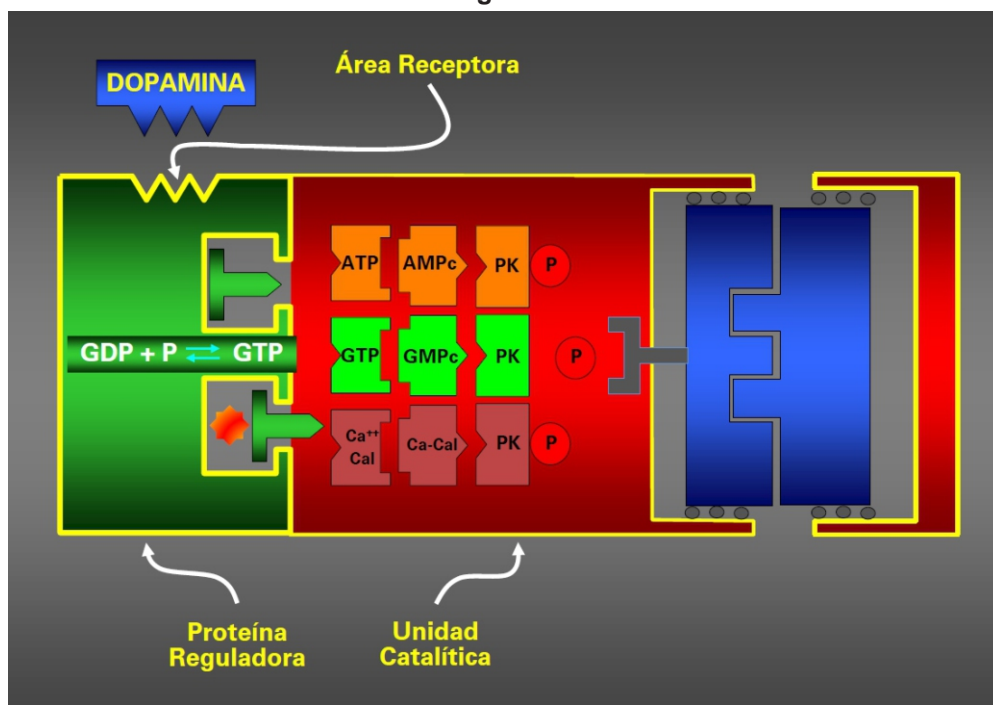 Área Receptora
DOPAMINA
ATP AMPc PK P
GDP + P ⇄ GTP
GTP GMPc PK P
Ca++
Cal
Ca-Cal PK P
Proteína
Reguladora
Unidad
Catalítica